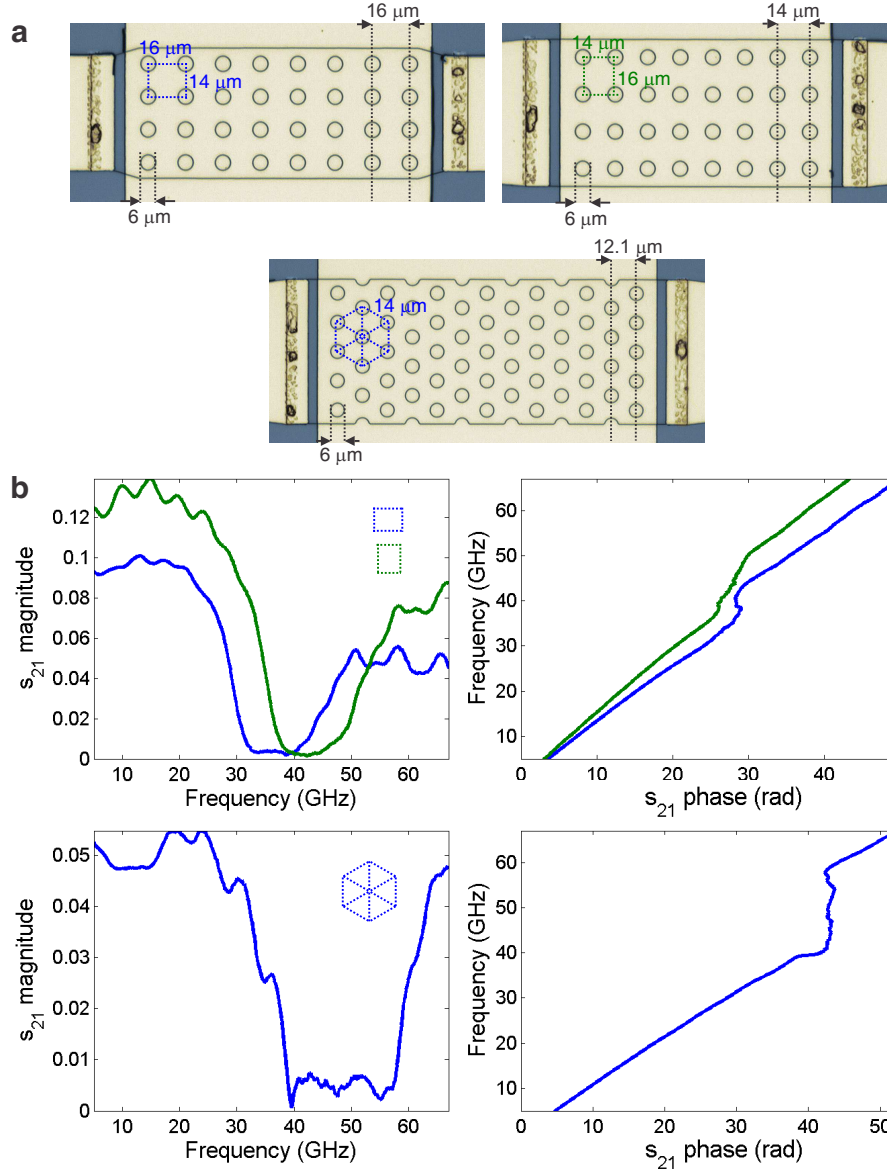 a
16 μm
16 μm
14 μm
6 μm
14 μm
14 μm
16 μm
6 μm
12.1 μm
14 μm
6 μm
b
0.12
0.1
0.08
0.06
0.04
0.02
0
10 20 30 40 50 60
s21 magnitude
Frequency (GHz)
60
50
40
30
20
10
0 10 20 30 40
Frequency (GHz)
s21 phase (rad)
0.05
0.04
0.03
0.02
0.01
0
10 20 30 40 50 60
s21 magnitude
Frequency (GHz)
60
50
40
30
20
10
0 10 20 30 40 50
Frequency (GHz)
s21 phase (rad)